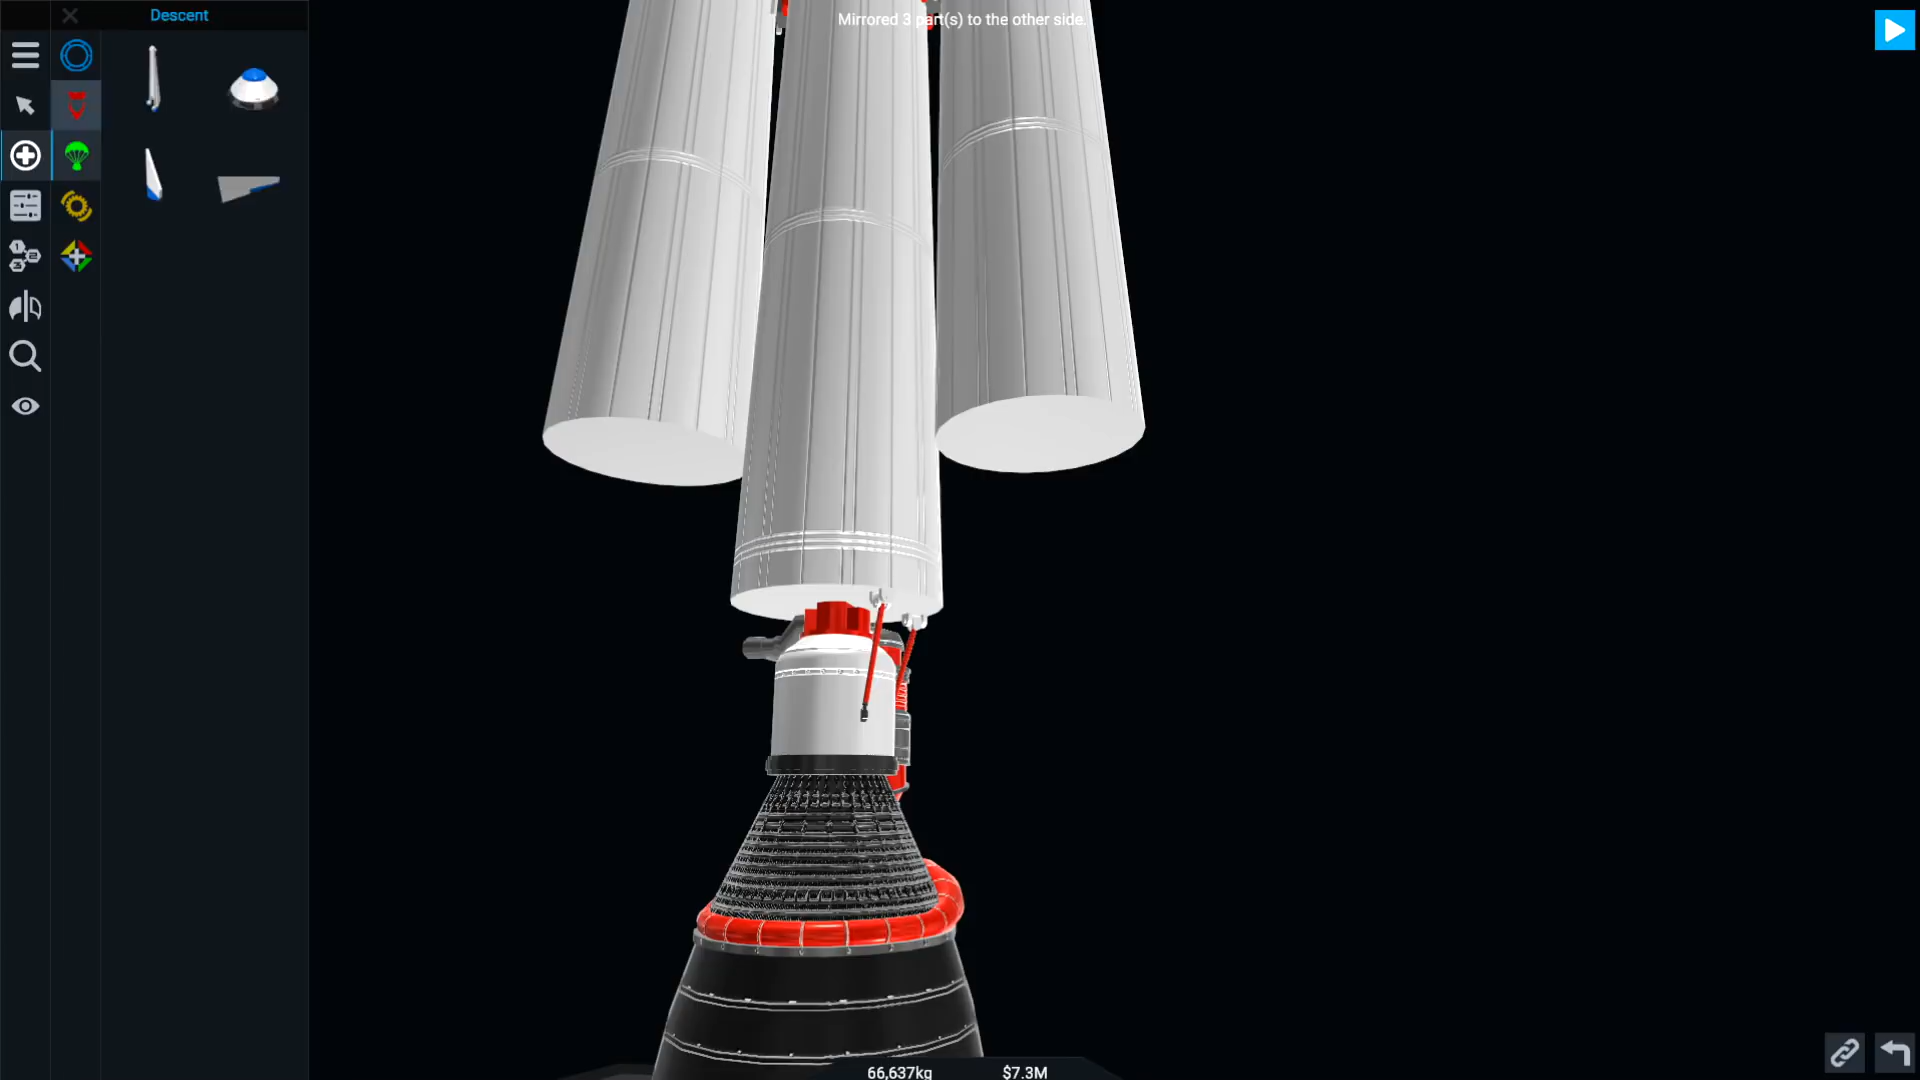 Descent
Mirrored 3 part(s) to the other side.
66,637kg
$7.3M